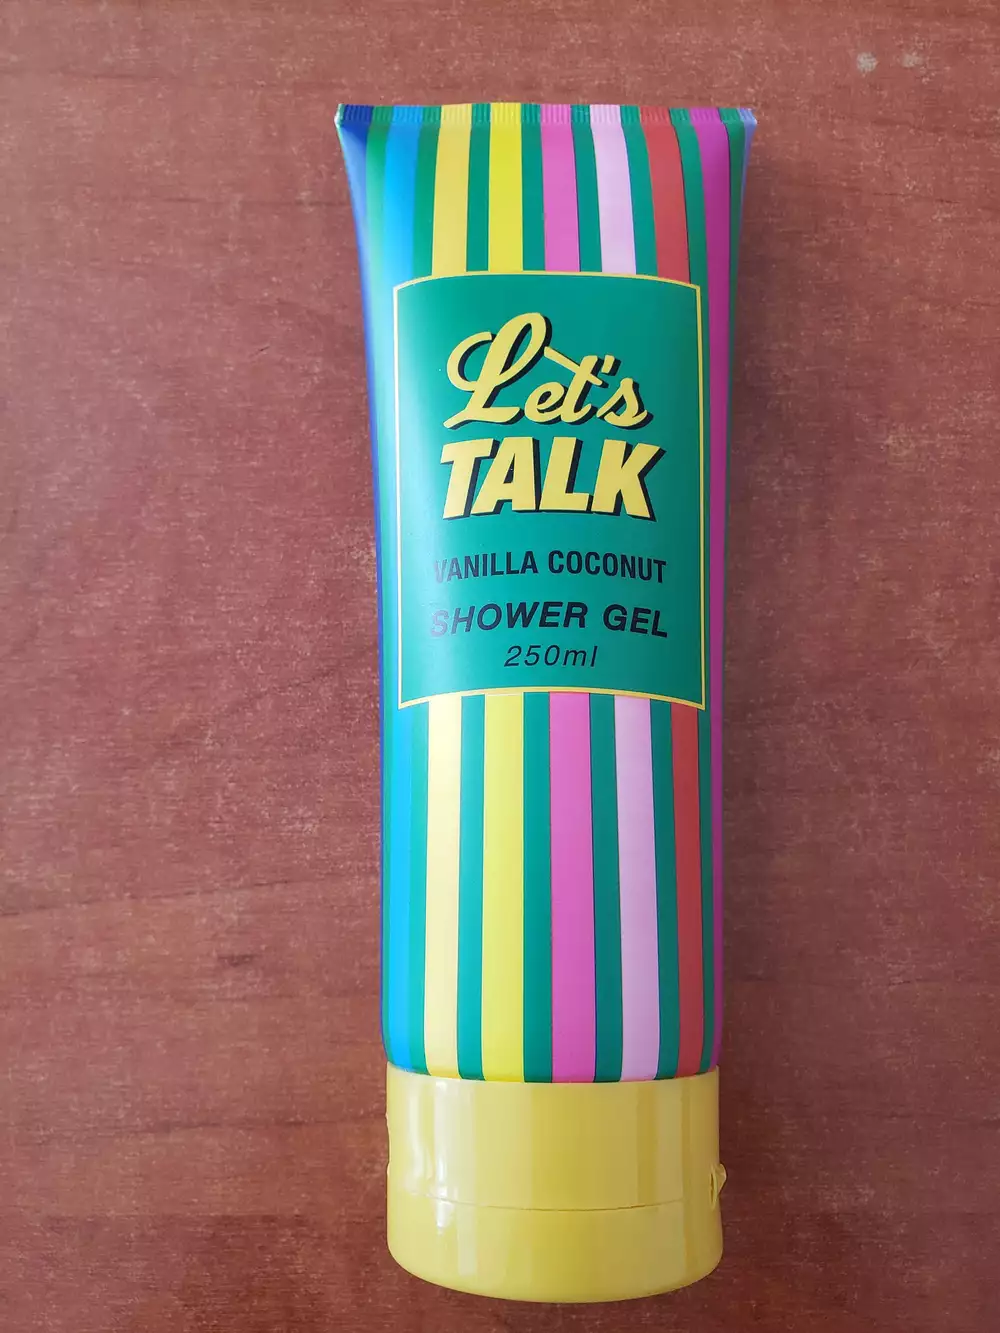 Let's
TALK
VANILLA COCONUT
SHOWER GEL
250ml